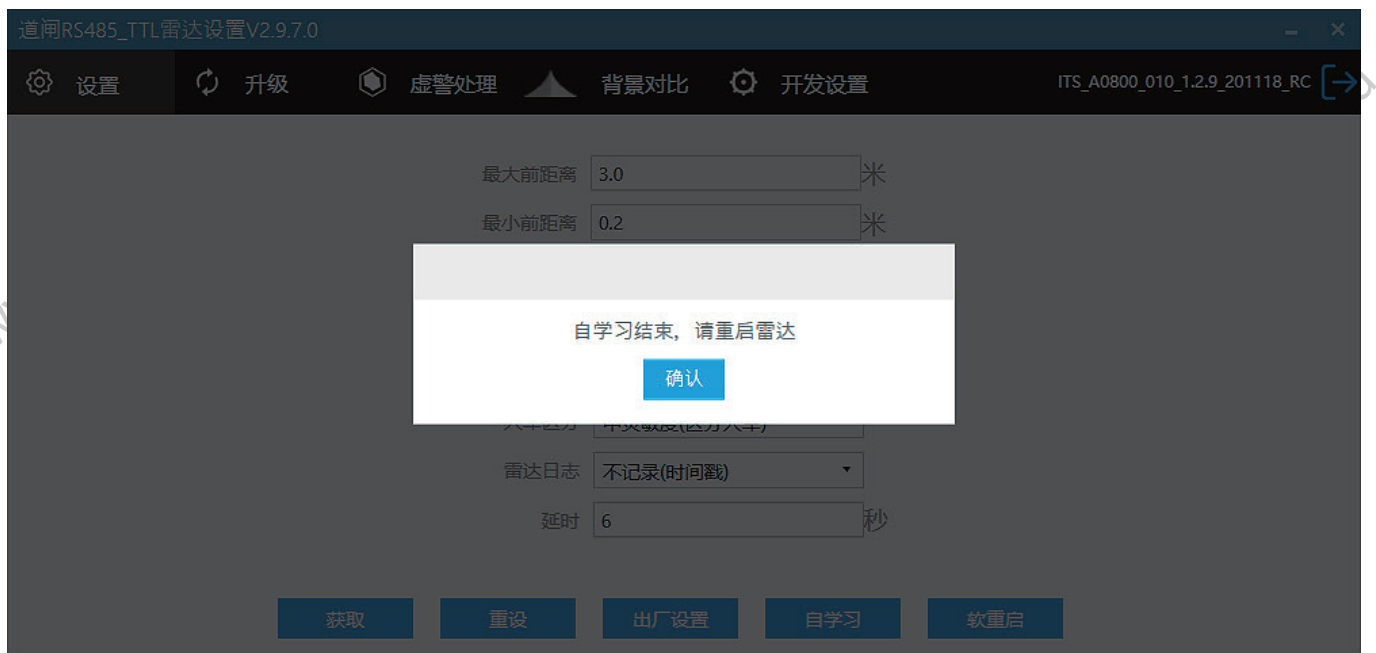 道闸RS485_TTL雷达设置V2.9.7.0
设置 升级 虚警处理 背景对比 开发设置 ITS_A0800_010_1.2.9_201118_RC
最大前距离 3.0 米
最小前距离 0.2 米
自学习结束，请重启雷达
确认
雷达日志 不记录(时间戳)
延时 6 秒
获取 重设 出厂设置 自学习 软重启